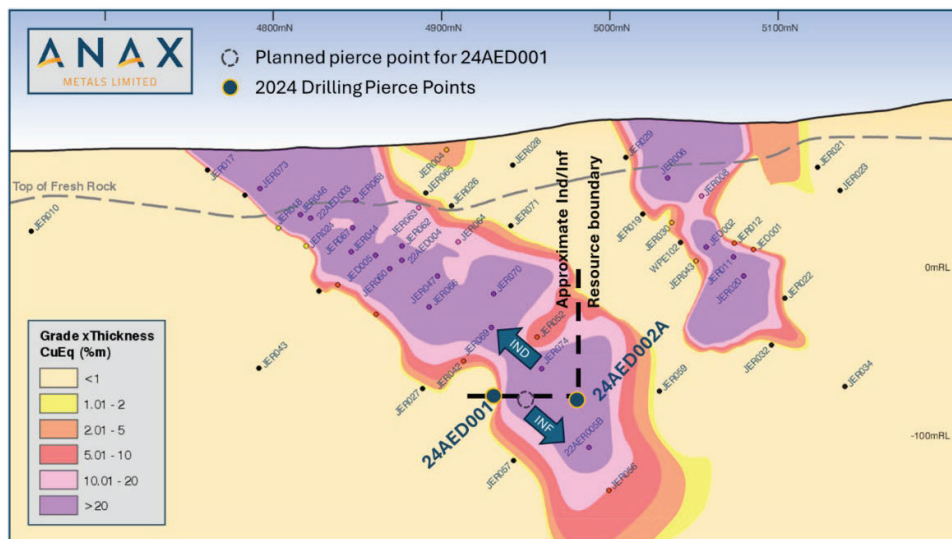 4800mN
4900mN
5000mN
5100mN
ANAX
METALS LIMITED
Planned pierce point for 24AED001
2024 Drilling Pierce Points
JER017
JER073
JER004
JER065
JER028
JER026
JER029
JER006
JER008
JER021
JER023
Top of Fresh Rock
JER010
JER048
JER046
22AED003
JER068
JER024
JER067
JER044
JED005
JER060
JER063
JER062
22AED004
JER064
JER071
JER047
JER066
JER070
JER019
JER030
WPE102
JER043
JED002
JER012
JED001
JER011
JER020
JER022
0mRL
Approximate Ind/Inf
Resource boundary
Grade xThickness
CuEq (%m)
<1
1.01 - 2
2.01 - 5
5.01 - 10
10.01 - 20
>20
JER043
JER069
JER052
IND
JER074
JER042
JER027
24AED001
24AED002A
INF
22AER005B
JER057
JER056
JER059
JER032
JER034
-100mRL